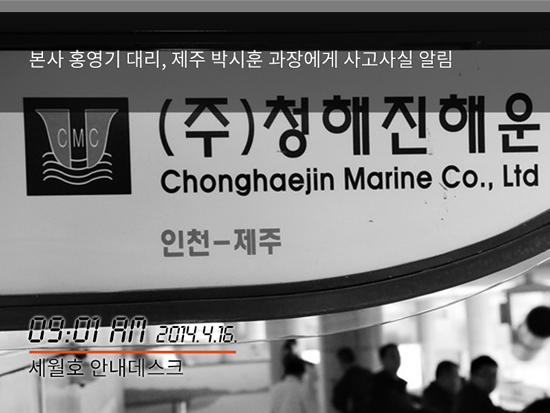 본사 홍영기 대리, 제주 박시훈 과장에게 사고사실 알림
CMC
(주)청해진해운
Chonghaejin Marine Co., Ltd
인천-제주
09:01 AM 2014.4.16.
세월호 안내데스크